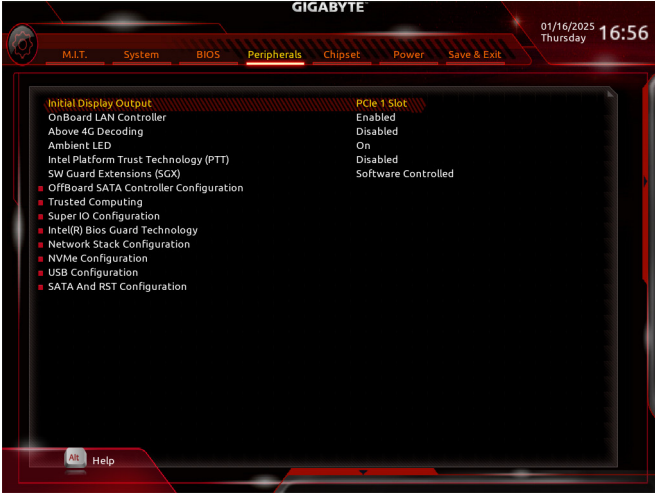 GIGABYTE™
01/16/2025 Thursday 16:56
M.I.T. System BIOS Peripherals Chipset Power Save & Exit
Initial Display Output PCIe 1 Slot
OnBoard LAN Controller Enabled
Above 4G Decoding Disabled
Ambient LED On
Intel Platform Trust Technology (PTT) Disabled
SW Guard Extensions (SGX) Software Controlled
OffBoard SATA Controller Configuration
Trusted Computing
Super IO Configuration
Intel(R) Bios Guard Technology
Network Stack Configuration
NVMe Configuration
USB Configuration
SATA And RST Configuration
Alt Help